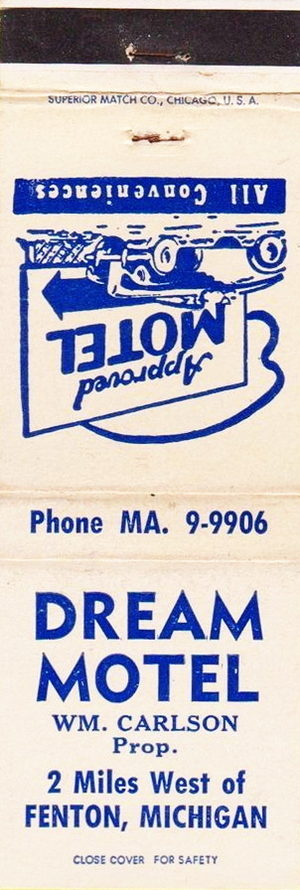 SUPERIOR MATCH CO., CHICAGO, U. S. A.
Approved
MOTEL
All Conveniences
Phone MA. 9-9906
DREAM
MOTEL
WM. CARLSON
Prop.
2 Miles West of
FENTON, MICHIGAN
CLOSE COVER FOR SAFETY